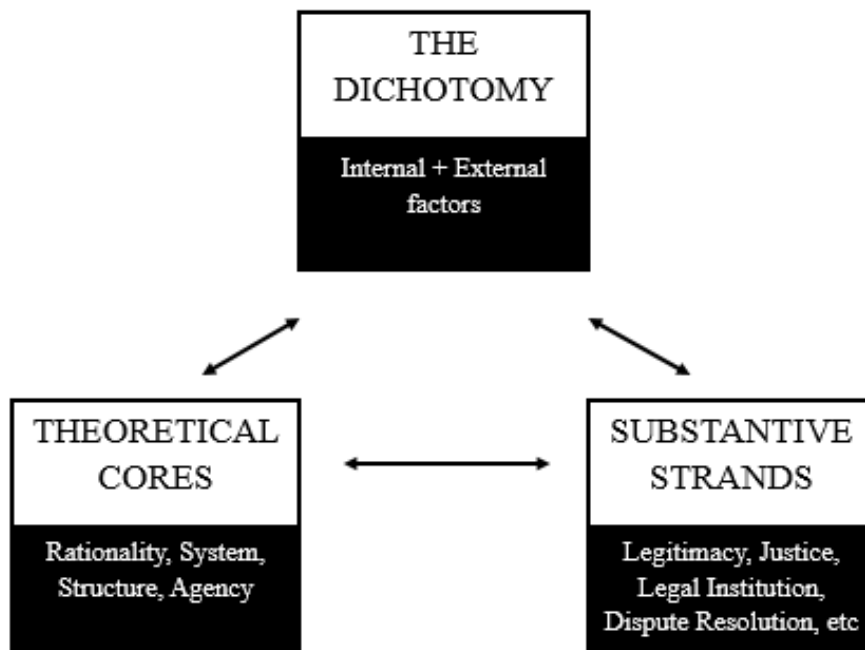 THE
DICHOTOMY
Internal + External
factors
THEORETICAL
CORES
Rationality, System,
Structure, Agency
SUBSTANTIVE
STRANDS
Legitimacy, Justice,
Legal Institution,
Dispute Resolution, etc